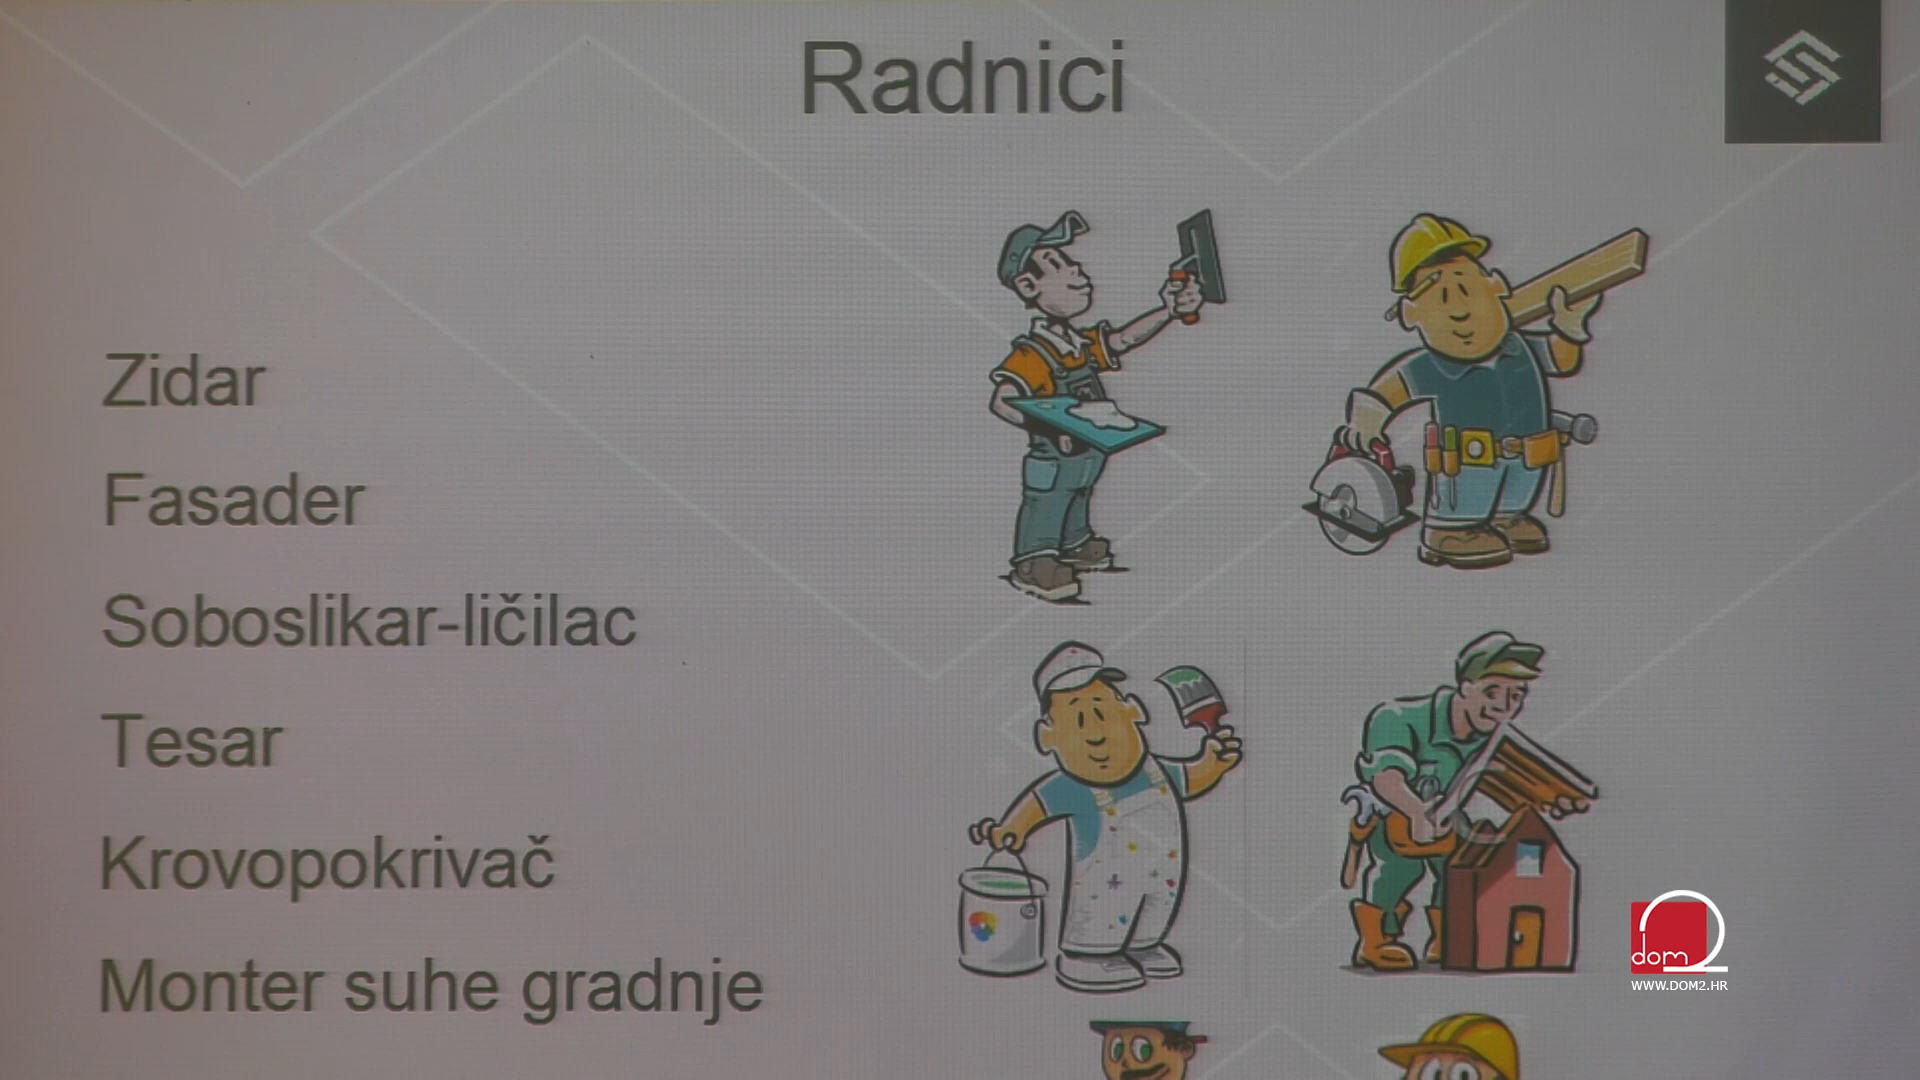 Radnici
Zidar
Fasader
Soboslikar-ličilac
Tesar
Krovopokrivač
Monter suhe gradnje
dom2
WWW.DOM2.HR